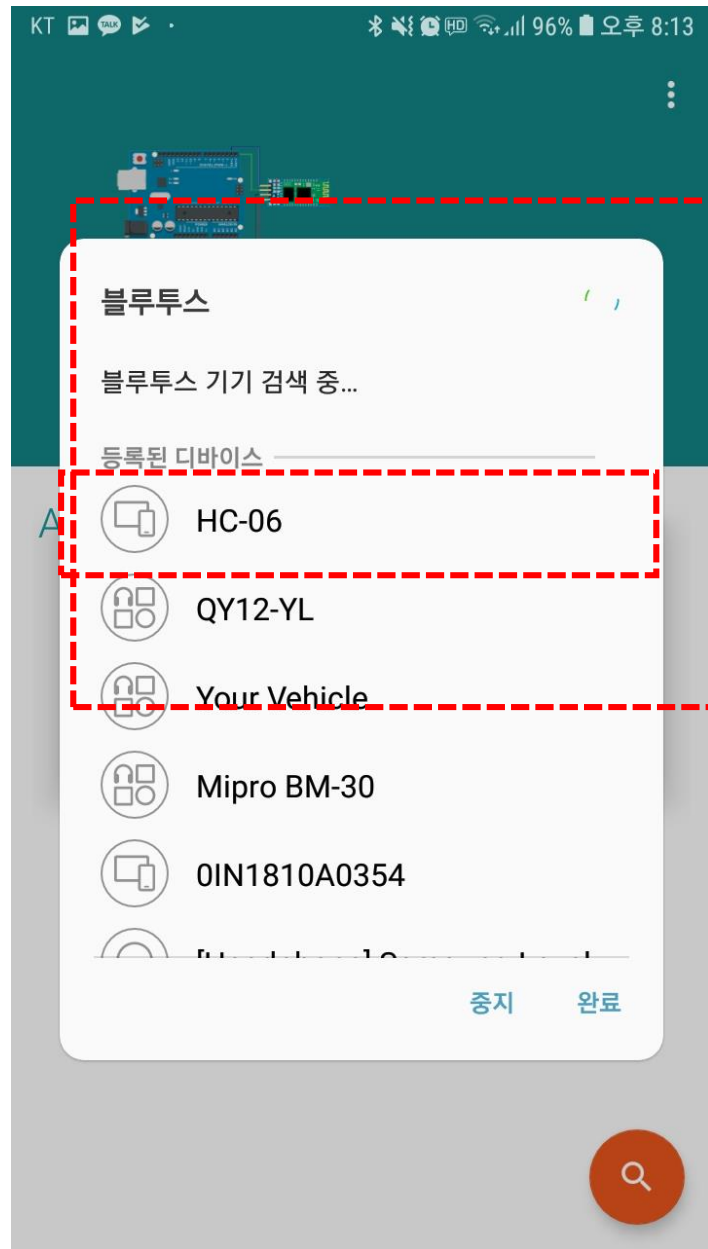 KT TALK HD 96% 오후 8:13
블루투스
블루투스 기기 검색 중...
등록된 디바이스
A
HC-06
QY12-YL
Your Vehicle
Mipro BM-30
0IN1810A0354
중지 완료